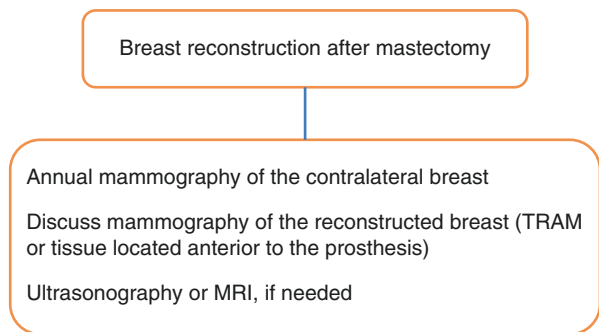 Breast reconstruction after mastectomy
Annual mammography of the contralateral breast
Discuss mammography of the reconstructed breast (TRAM
or tissue located anterior to the prosthesis)
Ultrasonography or MRI, if needed